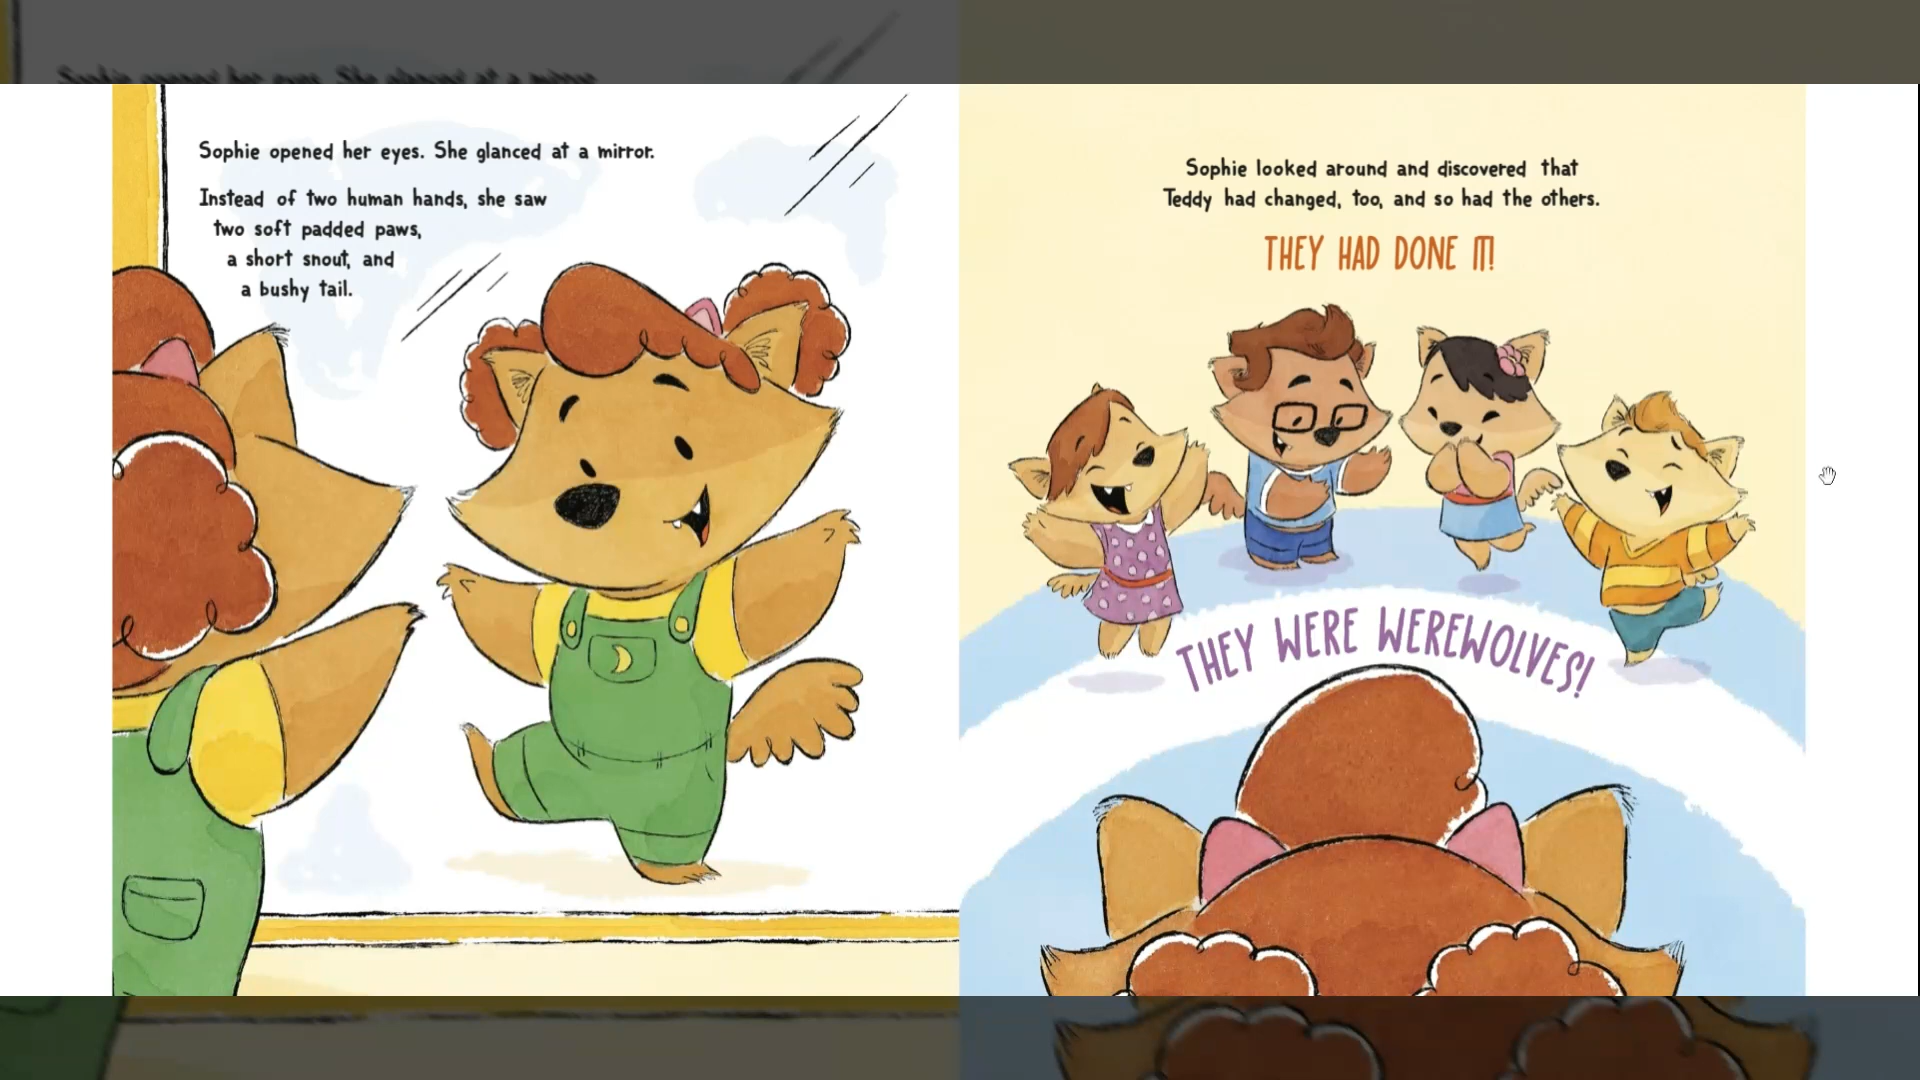 Sophie opened her eyes. She glanced at a mirror.
Instead of two human hands, she saw
two soft padded paws,
a short snout, and
a bushy tail.
Sophie looked around and discovered that
Teddy had changed, too, and so had the others.
THEY HAD DONE IT!
THEY WERE WEREWOLVES!